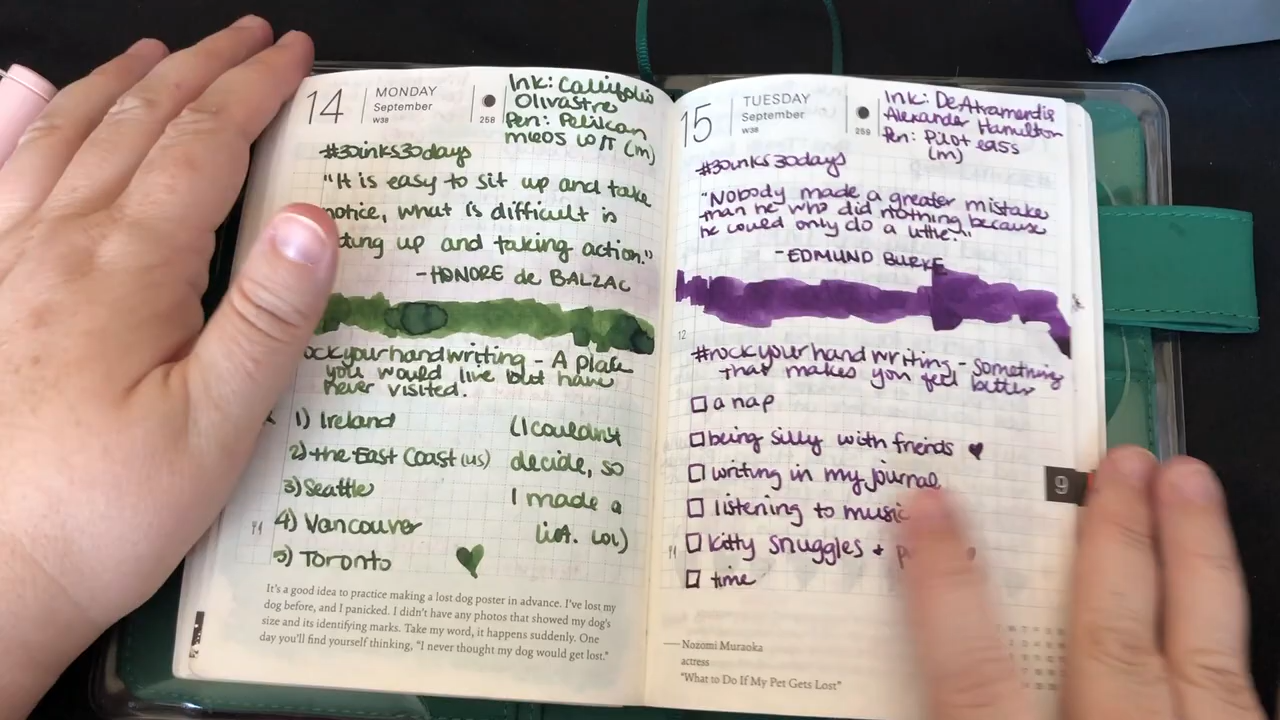 14
MONDAY
September
W38
258
Ink: Callifolio
Olivastre
Pen: Pelikan
M605 WT (m)
#30inks30days
"It is easy to sit up and take
notice, what is difficult is
up and taking action."
-HONORE de BALZAC
- A place
you would live but have
never visited.
1) Ireland
2) the East Coast (US)
3) Seattle
4) Vancouver
5) Toronto
(I couldn't
decide, so
I made a
list. LOL)
It's a good idea to practice making a lost dog poster in advance. I've lost my
dog before, and I panicked. I didn't have any photos that showed my dog's
size and its identifying marks. Take my word, it happens suddenly. One
day you'll find yourself thinking, "I never thought my dog would get lost."
15
TUESDAY
September
W38
259
Ink: DeAtramentis
Alexander Hamilton
Pen: Pilot e95s
(m)
#30inks30days
"Nobody made a greater mistake
than he who did nothing because
he could only do a little."
-EDMUND BURKE
12
#rockyourhandwriting - Something
that makes you feel better
a nap
being silly with friends
writing in my journal
listening to music
kitty snuggles +
time
9
— Nozomi Muraoka
actress
"What to Do If My Pet Gets Lost"